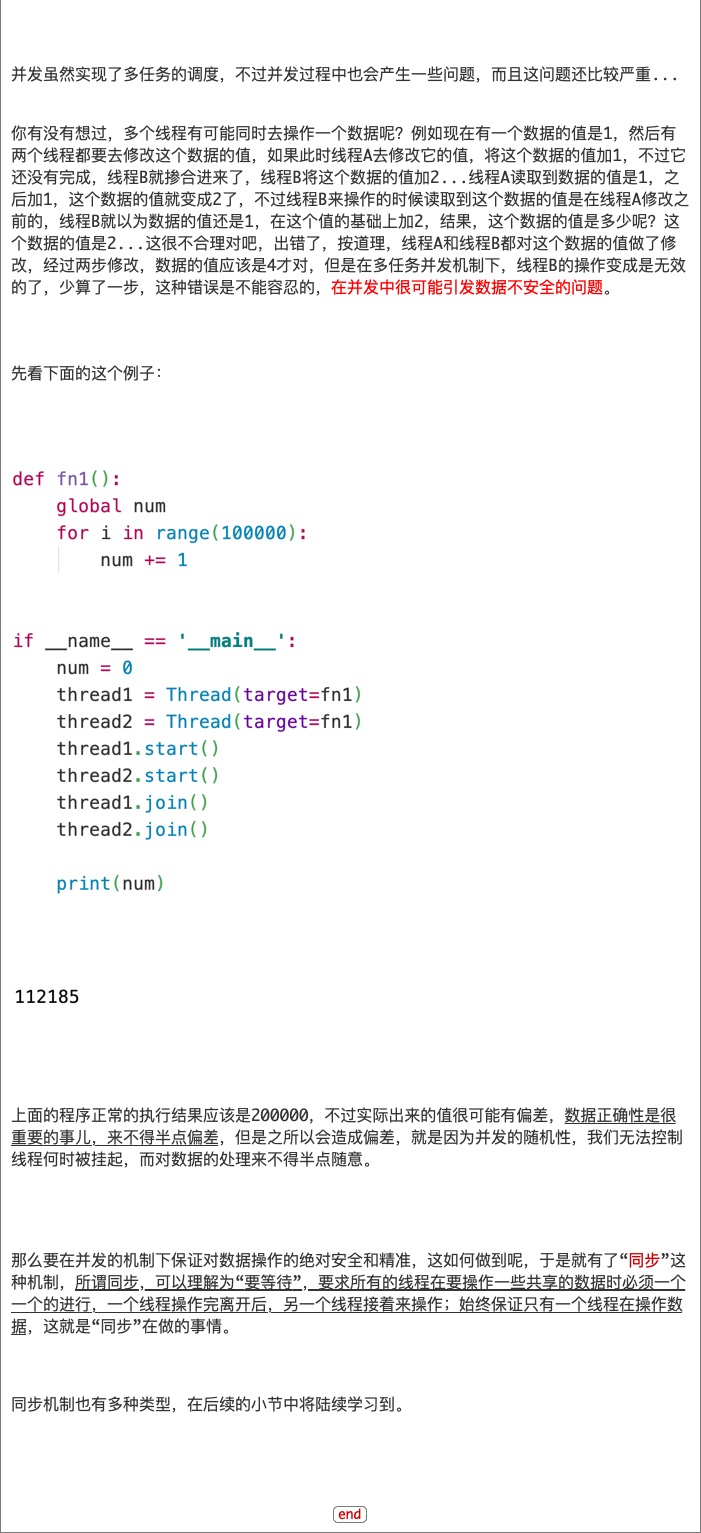 并发虽然实现了多任务的调度，不过并发过程中也会产生一些问题，而且这问题还比较严重...
你有没有想过，多个线程有可能同时去操作一个数据呢？例如现在有一个数据的值是1，然后有
两个线程都要去修改这个数据的值，如果此时线程A去修改它的值，将这个数据的值加1，不过它
还没有完成，线程B就掺合进来了，线程B将这个数据的值加2...线程A读取到数据的值是1，之
后加1，这个数据的值就变成2了，不过线程B来操作的时候读取到这个数据的值是在线程A修改之
前的，线程B就以为数据的值还是1，在这个值的基础上加2，结果，这个数据的值是多少呢？这
个数据的值是2...这很不合理对吧，出错了，按道理，线程A和线程B都对这个数据的值做了修
改，经过两步修改，数据的值应该是4才对，但是在多任务并发机制下，线程B的操作变成是无效
的了，少算了一步，这种错误是不能容忍的，在并发中很可能引发数据不安全的问题。
先看下面的这个例子：
def fn1():
    global num
    for i in range(100000):
        num += 1
if __name__ == '__main__':
    num = 0
    thread1 = Thread(target=fn1)
    thread2 = Thread(target=fn1)
    thread1.start()
    thread2.start()
    thread1.join()
    thread2.join()
    print(num)
112185
上面的程序正常的执行结果应该是200000，不过实际出来的值很可能有偏差，数据正确性是很
重要的事儿，来不得半点偏差，但是之所以会造成偏差，就是因为并发的随机性，我们无法控制
线程何时被挂起，而对数据的处理来不得半点随意。
那么要在并发的机制下保证对数据操作的绝对安全和精准，这如何做到呢，于是就有了“同步”这
种机制，所谓同步，可以理解为“要等待”，要求所有的线程在要操作一些共享的数据时必须一个
一个的进行，一个线程操作完离开后，另一个线程接着来操作；始终保证只有一个线程在操作数
据，这就是“同步”在做的事情。
同步机制也有多种类型，在后续的小节中将陆续学习到。
end